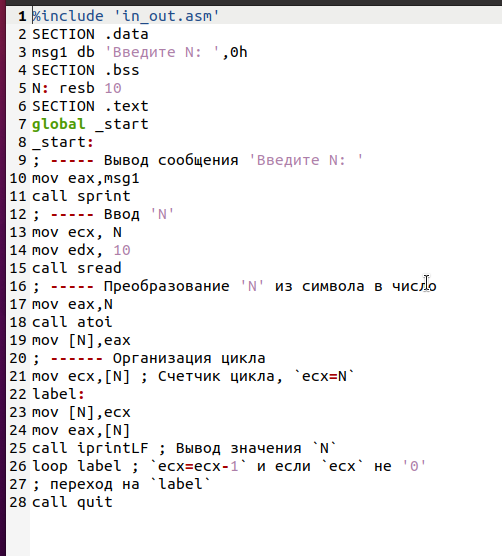 1 %include 'in_out.asm'
2 SECTION .data
3 msg1 db 'Введите N: ',0h
4 SECTION .bss
5 N: resb 10
6 SECTION .text
7 global _start
8 _start:
9 ; ----- Вывод сообщения 'Введите N: '
10 mov eax,msg1
11 call sprint
12 ; ----- Ввод 'N'
13 mov ecx, N
14 mov edx, 10
15 call sread
16 ; ----- Преобразование 'N' из символа в число
17 mov eax,N
18 call atoi
19 mov [N],eax
20 ; ------ Организация цикла
21 mov ecx,[N] ; Счетчик цикла, `ecx=N`
22 label:
23 mov [N],ecx
24 mov eax,[N]
25 call iprintLF ; Вывод значения `N`
26 loop label ; `ecx=ecx-1` и если `ecx` не '0'
27 ; переход на `label`
28 call quit